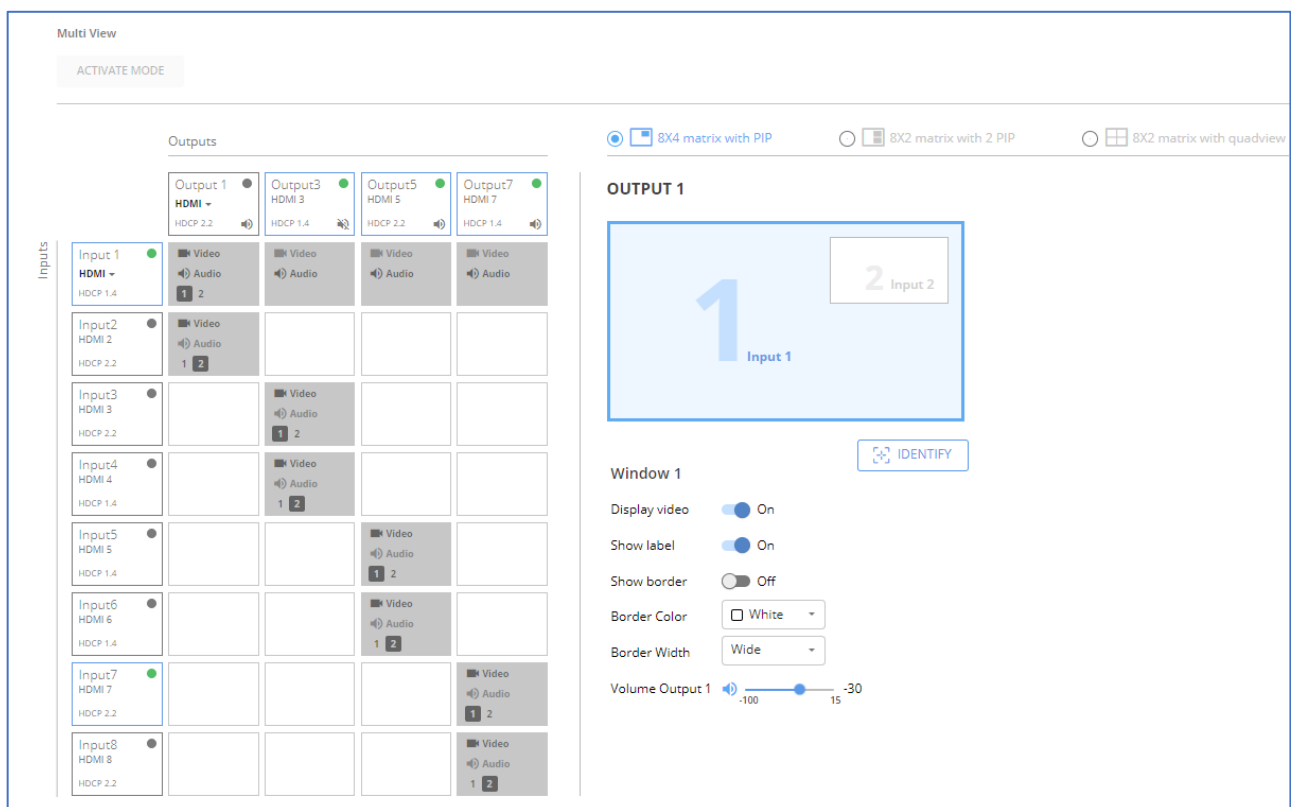 Multi View
ACTIVATE MODE
Outputs
8X4 matrix with PIP
8X2 matrix with 2 PIP
8X2 matrix with quadview
Output 1
HDMI
HDCP 2.2
Output3
HDMI 3
HDCP 1.4
Output5
HDMI 5
HDCP 2.2
Output7
HDMI 7
HDCP 1.4
Inputs
Input 1
HDMI
HDCP 1.4
Video
Audio
1 2
Video
Audio
Video
Audio
Video
Audio
Input2
HDMI 2
HDCP 2.2
Video
Audio
1 2
Input3
HDMI 3
HDCP 2.2
Video
Audio
1 2
Input4
HDMI 4
HDCP 1.4
Video
Audio
1 2
Input5
HDMI 5
HDCP 1.4
Video
Audio
1 2
Input6
HDMI 6
HDCP 1.4
Video
Audio
1 2
Input7
HDMI 7
HDCP 2.2
Video
Audio
1 2
Input8
HDMI 8
HDCP 2.2
Video
Audio
1 2
OUTPUT 1
1 Input 1
2 Input 2
IDENTIFY
Window 1
Display video On
Show label On
Show border Off
Border Color White
Border Width Wide
Volume Output 1 -30
-100 15